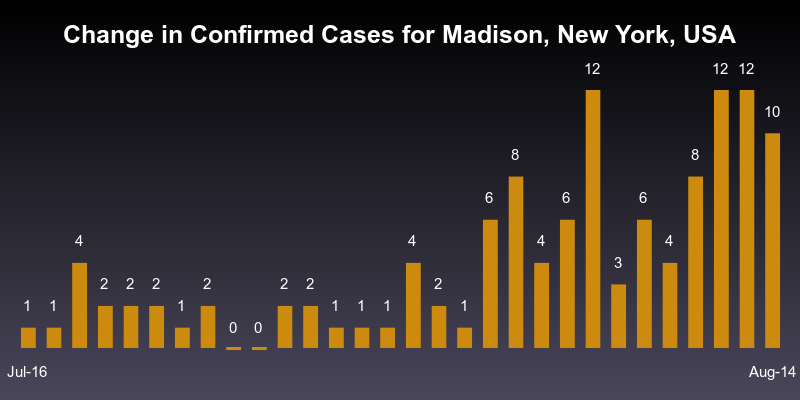 Change in Confirmed Cases for Madison, New York, USA
1 1 4 2 2 2 1 2 0 0 2 2 1 1 1 4 2 1 6 8 4 6 12 3 6 4 8 12 12 10
Jul-16 Aug-14